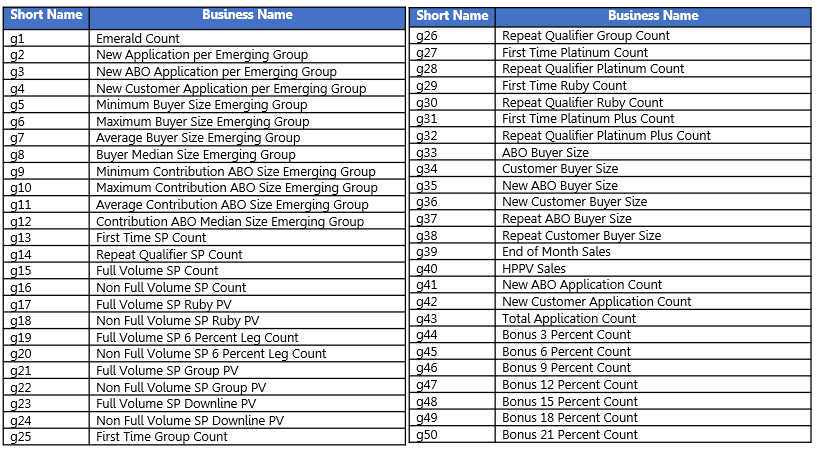 Short Name Business Name
g1 Emerald Count
g2 New Application per Emerging Group
g3 New ABO Application per Emerging Group
g4 New Customer Application per Emerging Group
g5 Minimum Buyer Size Emerging Group
g6 Maximum Buyer Size Emerging Group
g7 Average Buyer Size Emerging Group
g8 Buyer Median Size Emerging Group
g9 Minimum Contribution ABO Size Emerging Group
g10 Maximum Contribution ABO Size Emerging Group
g11 Average Contribution ABO Size Emerging Group
g12 Contribution ABO Median Size Emerging Group
g13 First Time SP Count
g14 Repeat Qualifier SP Count
g15 Full Volume SP Count
g16 Non Full Volume SP Count
g17 Full Volume SP Ruby PV
g18 Non Full Volume SP Ruby PV
g19 Full Volume SP 6 Percent Leg Count
g20 Non Full Volume SP 6 Percent Leg Count
g21 Full Volume SP Group PV
g22 Non Full Volume SP Group PV
g23 Full Volume SP Downline PV
g24 Non Full Volume SP Downline PV
g25 First Time Group Count
Short Name Business Name
g26 Repeat Qualifier Group Count
g27 First Time Platinum Count
g28 Repeat Qualifier Platinum Count
g29 First Time Ruby Count
g30 Repeat Qualifier Ruby Count
g31 First Time Platinum Plus Count
g32 Repeat Qualifier Platinum Plus Count
g33 ABO Buyer Size
g34 Customer Buyer Size
g35 New ABO Buyer Size
g36 New Customer Buyer Size
g37 Repeat ABO Buyer Size
g38 Repeat Customer Buyer Size
g39 End of Month Sales
g40 HPPV Sales
g41 New ABO Application Count
g42 New Customer Application Count
g43 Total Application Count
g44 Bonus 3 Percent Count
g45 Bonus 6 Percent Count
g46 Bonus 9 Percent Count
g47 Bonus 12 Percent Count
g48 Bonus 15 Percent Count
g49 Bonus 18 Percent Count
g50 Bonus 21 Percent Count